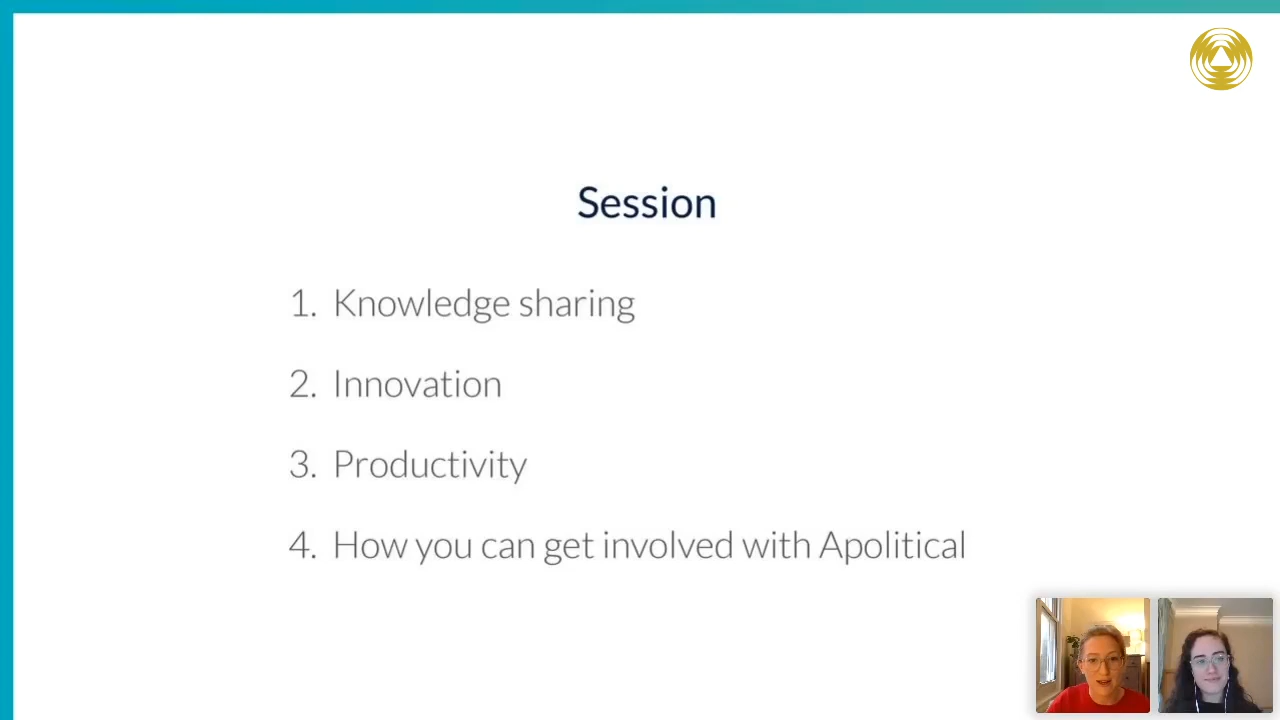 Session
1. Knowledge sharing
2. Innovation
3. Productivity
4. How you can get involved with Apolitical